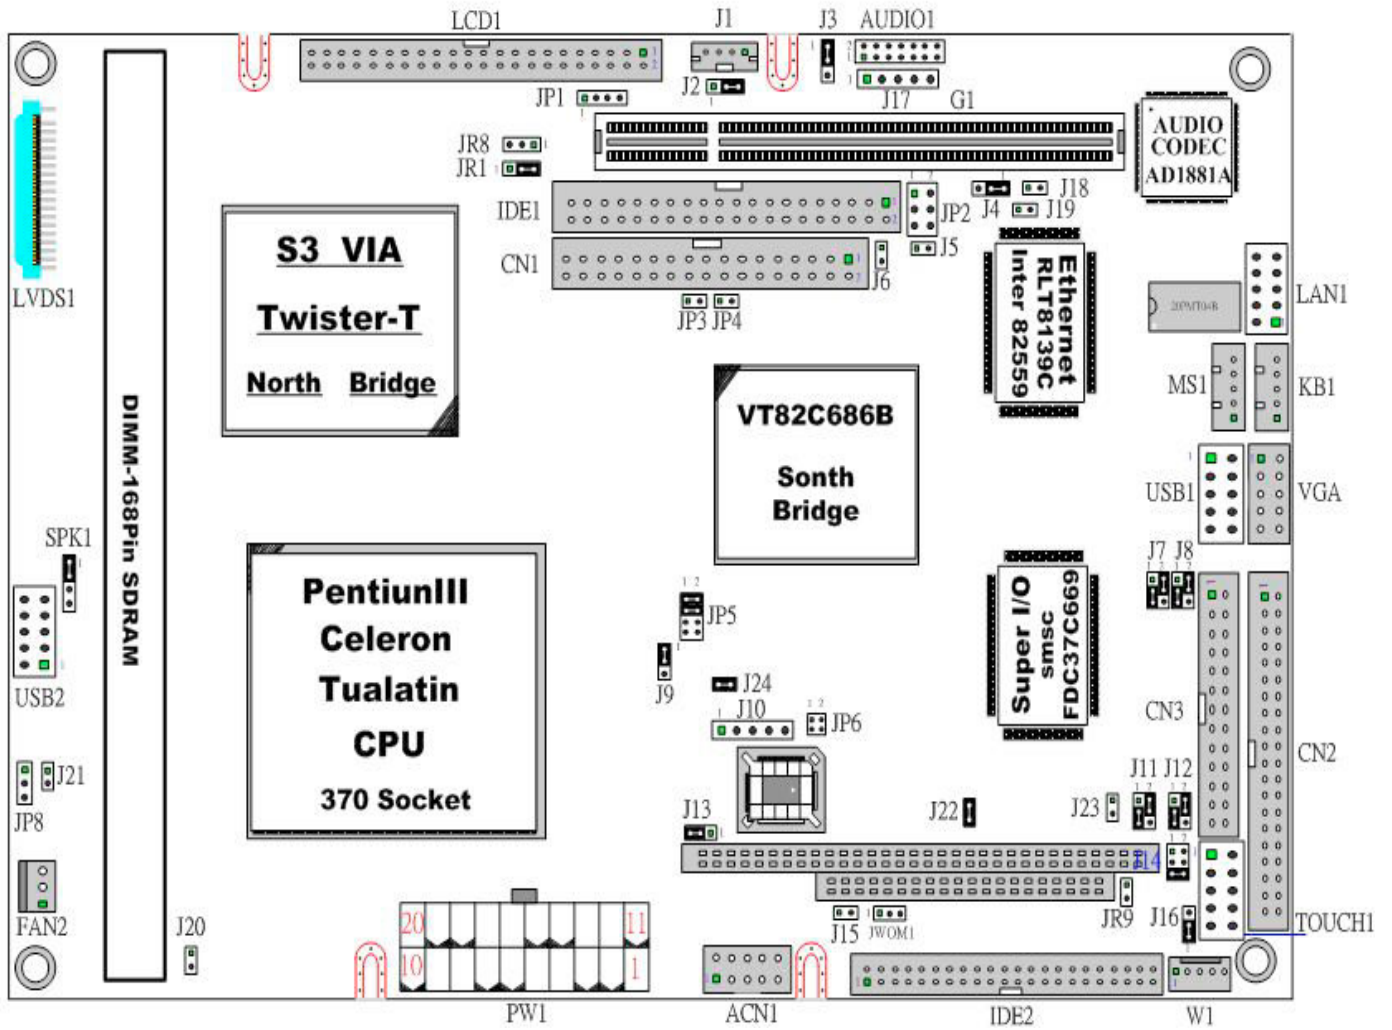 LCD1
J1
J3
AUDIO1
J2
JP1
J17
G1
AUDIO
CODEC
AD1881A
JR8
JR1
IDE1
JP2
J4
J18
J19
J5
J6
CN1
JP3 JP4
LVDS1
S3 VIA
Twister-T
North Bridge
Ethernet
RLT8139C
Inter 8259
20PMT04B
LAN1
MS1
KB1
VT82C686B
Sonth
Bridge
USB1
VGA
DIMM-168Pin SDRAM
SPK1
USB2
PentiunIII
Celeron
Tualatin
CPU
370 Socket
JP5
J9
J24
J10
JP6
Super I/O
smsc
FDC37C669
J7 J8
CN3
CN2
J21
JP8
J13
J22
J23
J11 J12
J14
FAN2
J20
20
11
10
1
PW1
J15
JWOM1
JR9
J16
TOUCH1
ACN1
IDE2
W1